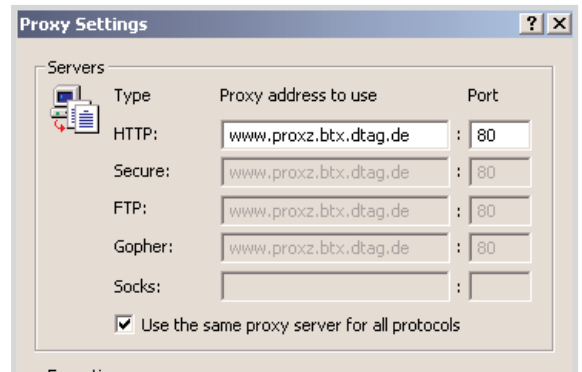 Proxy Settings
Servers
Type Proxy address to use Port
HTTP: www.proxz.btx.dtag.de : 80
Secure: www.proxz.btx.dtag.de : 80
FTP: www.proxz.btx.dtag.de : 80
Gopher: www.proxz.btx.dtag.de : 80
Socks: :
Use the same proxy server for all protocols